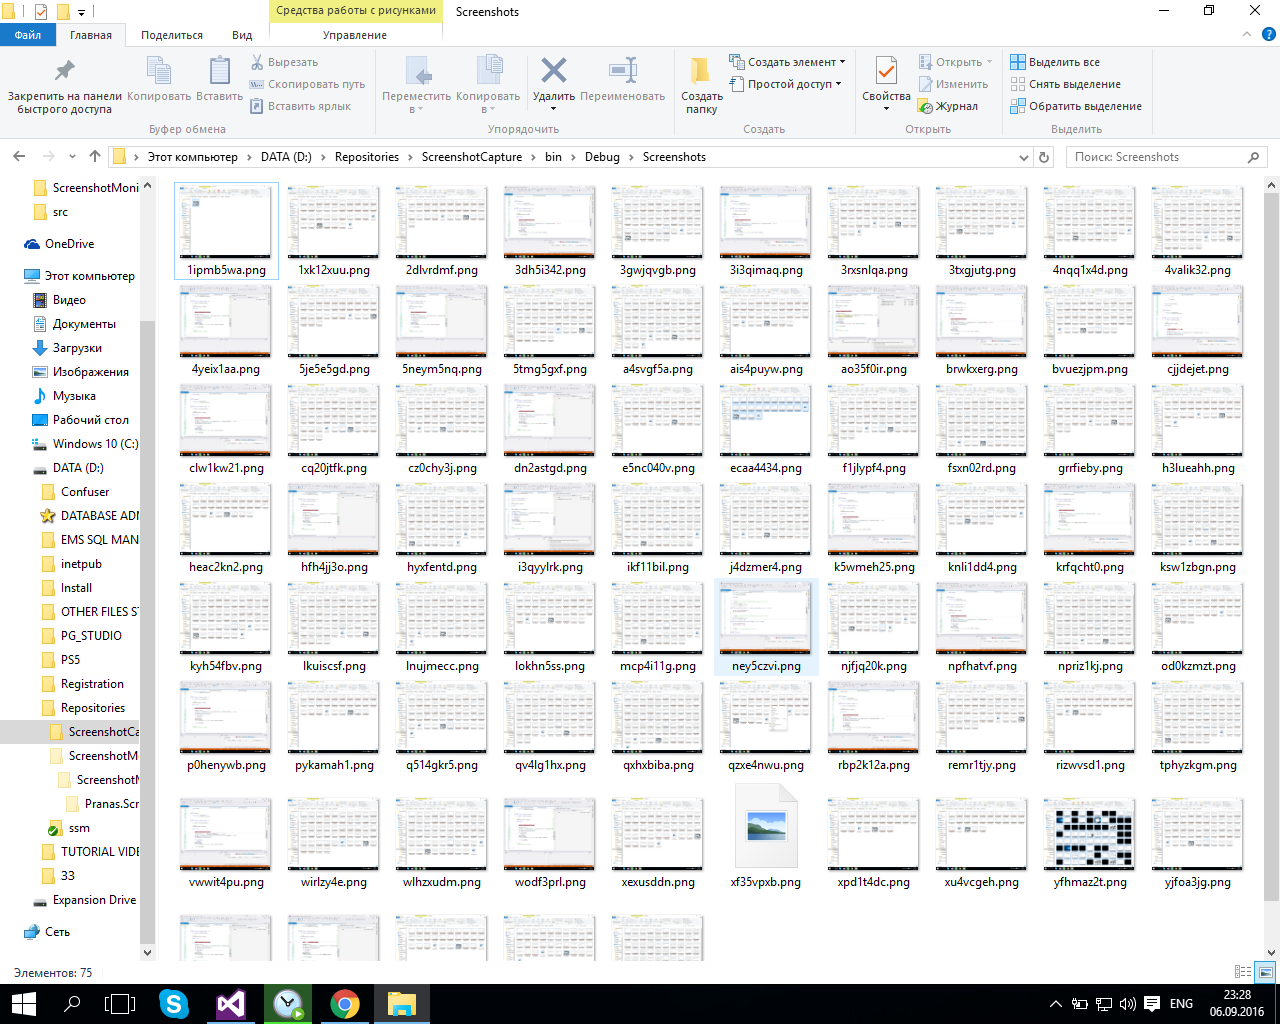 Средства работы с рисунками
Screenshots
Файл
Главная
Поделиться
Вид
Управление
Закрепить на панели быстрого доступа
Копировать
Вставить
Вырезать
Скопировать путь
Вставить ярлык
Буфер обмена
Переместить в
Копировать в
Удалить
Переименовать
Упорядочить
Создать папку
Создать элемент
Простой доступ
Создать
Свойства
Открыть
Изменить
Журнал
Открыть
Выделить все
Снять выделение
Обратить выделение
Выделить
Этот компьютер > DATA (D:) > Repositories > ScreenshotCapture > bin > Debug > Screenshots
Поиск: Screenshots
ScreenshotMoni
src
OneDrive
Этот компьютер
Видео
Документы
Загрузки
Изображения
Музыка
Рабочий стол
Windows 10 (C:)
DATA (D:)
Confuser
DATABASE ADM
EMS SQL MAN
inetpub
Install
OTHER FILES ST
PG_STUDIO
PS5
Registration
Repositories
ScreenshotCa
ScreenshotM
ScreenshotM
Pranas.Scr
ssm
TUTORIAL VIDE
33
Expansion Drive
Сеть
1ipmb5wa.png 1xk12xuu.png 2dlvrdmf.png 3dh5i342.png 3gwjqvgb.png 3i3qimaq.png 3rxsnlqa.png 3txgjutg.png 4nqq1x4d.png 4valik32.png
4yeix1aa.png 5je5e5gd.png 5neym5nq.png 5tmg5gxf.png a4svgf5a.png ais4puyw.png ao35f0ir.png brwkxerg.png bvuezjpm.png cjjdejet.png
clw1kw21.png cq20jtfk.png cz0chy3j.png dn2astgd.png e5nc040v.png ecaa4434.png f1jlypf4.png fsxn02rd.png grrfieby.png h3lueahh.png
heac2kn2.png hfh4jj3o.png hyxfentd.png i3qyylrk.png ikf11bil.png j4dzmer4.png k5wmeh25.png knli1dd4.png krfqcht0.png ksw1zbgn.png
kyh54fbv.png lkuiscsf.png lnujmecc.png lokhn5ss.png mcp4i11g.png ney5czvi.png njfjq20k.png npfhatvf.png npriz1kj.png od0kzmzt.png
p0henywb.png pykamah1.png q514gkr5.png qv4lg1hx.png qxhxbiba.png qzxe4nwu.png rbp2k12a.png remr1tjy.png rizwvsd1.png tphyzkgm.png
vwwit4pu.png wirlzy4e.png wlhzxudm.png wodf3prl.png xexusddn.png xf35vpxb.png xpd1t4dc.png xu4vcgeh.png yfhmaz2t.png yjfoa3jg.png
Элементов: 75
ENG
23:28
06.09.2016